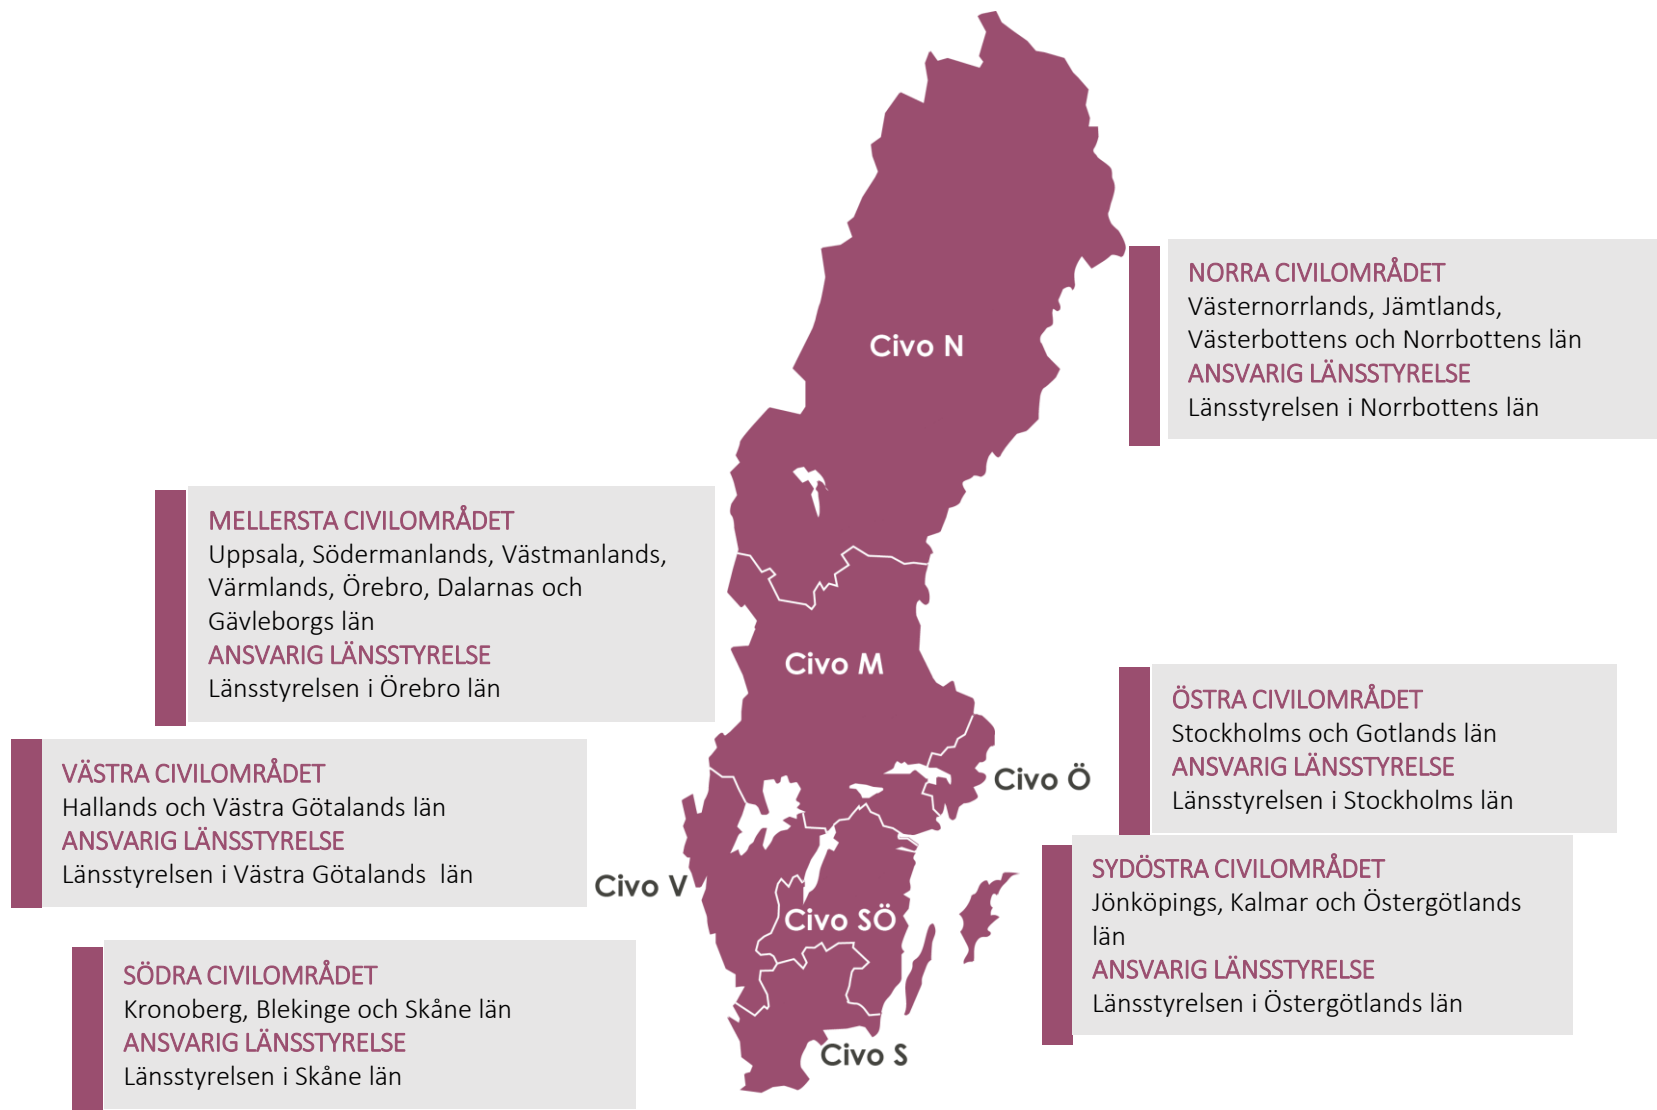 NORRA CIVILOMRÅDET
Västernorrlands, Jämtlands,
Västerbottens och Norrbottens län
ANSVARIG LÄNSSTYRELSE
Länsstyrelsen i Norrbottens län
Civo N
MELLERSTA CIVILOMRÅDET
Uppsala, Södermanlands, Västmanlands,
Värmlands, Örebro, Dalarnas och
Gävleborgs län
ANSVARIG LÄNSSTYRELSE
Länsstyrelsen i Örebro län
Civo M
ÖSTRA CIVILOMRÅDET
Stockholms och Gotlands län
ANSVARIG LÄNSSTYRELSE
Länsstyrelsen i Stockholms län
Civo Ö
VÄSTRA CIVILOMRÅDET
Hallands och Västra Götalands län
ANSVARIG LÄNSSTYRELSE
Länsstyrelsen i Västra Götalands  län
Civo V
Civo SÖ
SYDÖSTRA CIVILOMRÅDET
Jönköpings, Kalmar och Östergötlands
län
ANSVARIG LÄNSSTYRELSE
Länsstyrelsen i Östergötlands län
SÖDRA CIVILOMRÅDET
Kronoberg, Blekinge och Skåne län
ANSVARIG LÄNSSTYRELSE
Länsstyrelsen i Skåne län
Civo S